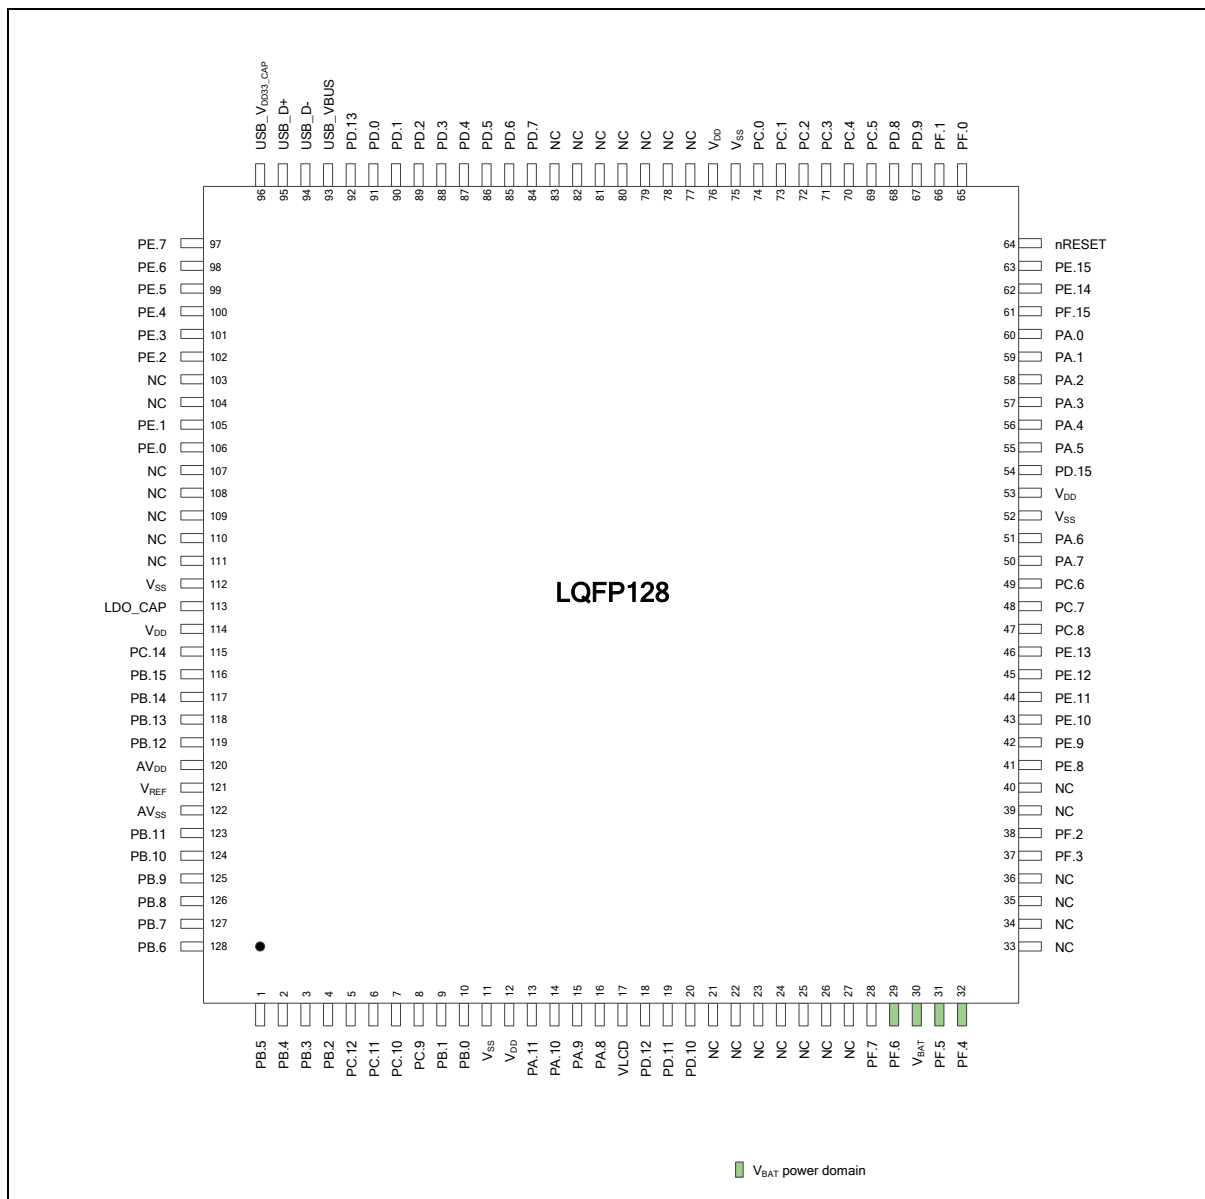 USB_VDD33_CAP
USB_D+
USB_D-
USB_VBUS
PD.13
PD.0
PD.1
PD.2
PD.3
PD.4
PD.5
PD.6
PD.7
NC
NC
NC
NC
NC
NC
NC
VDD
VSS
PC.0
PC.1
PC.2
PC.3
PC.4
PC.5
PD.8
PD.9
PF.1
PF.0
96
95
94
93
92
91
90
89
88
87
86
85
84
83
82
81
80
79
78
77
76
75
74
73
72
71
70
69
68
67
66
65
PE.7 97
PE.6 98
PE.5 99
PE.4 100
PE.3 101
PE.2 102
NC 103
NC 104
PE.1 105
PE.0 106
NC 107
NC 108
NC 109
NC 110
NC 111
VSS 112
LDO_CAP 113
VDD 114
PC.14 115
PB.15 116
PB.14 117
PB.13 118
PB.12 119
AVDD 120
VREF 121
AVSS 122
PB.11 123
PB.10 124
PB.9 125
PB.8 126
PB.7 127
PB.6 128
LQFP128
64 nRESET
63 PE.15
62 PE.14
61 PF.15
60 PA.0
59 PA.1
58 PA.2
57 PA.3
56 PA.4
55 PA.5
54 PD.15
53 VDD
52 VSS
51 PA.6
50 PA.7
49 PC.6
48 PC.7
47 PC.8
46 PE.13
45 PE.12
44 PE.11
43 PE.10
42 PE.9
41 PE.8
40 NC
39 NC
38 PF.2
37 PF.3
36 NC
35 NC
34 NC
33 NC
1
2
3
4
5
6
7
8
9
10
11
12
13
14
15
16
17
18
19
20
21
22
23
24
25
26
27
28
29
30
31
32
PB.5
PB.4
PB.3
PB.2
PC.12
PC.11
PC.10
PC.9
PB.1
PB.0
VSS
VDD
PA.11
PA.10
PA.9
PA.8
VLCD
PD.12
PD.11
PD.10
NC
NC
NC
NC
NC
NC
NC
PF.7
PF.6
VBAT
PF.5
PF.4
VBAT power domain